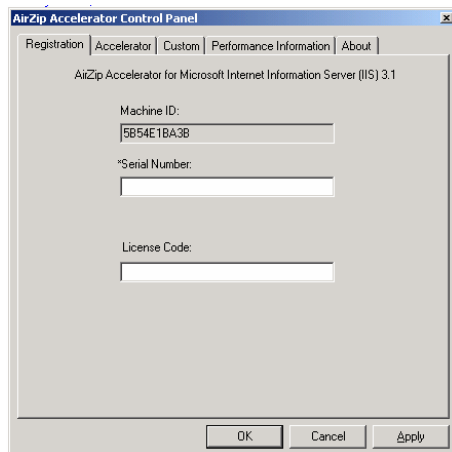 AirZip Accelerator Control Panel
Registration Accelerator Custom Performance Information About
AirZip Accelerator for Microsoft Internet Information Server (IIS) 3.1
Machine ID:
5B54E1BA3B
*Serial Number:
License Code:
OK Cancel Apply